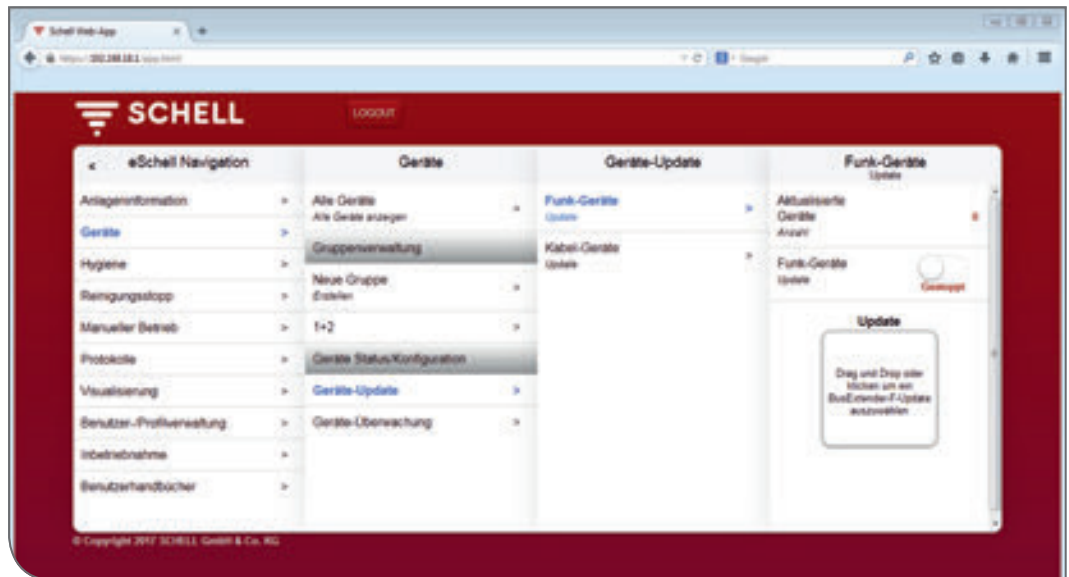 Schell Web-App
SCHELL
LOGOUT
< eSchell Navigation
Anlageninformation >
Geräte >
Hygiene >
Reinigungsstopp >
Manueller Betrieb >
Protokolle >
Visualisierung >
Benutzer-/Profilverwaltung >
Inbetriebnahme >
Benutzerhandbücher >
Geräte
Alle Geräte >
Alle Geräte anzeigen
Gruppenverwaltung
Neue Gruppe >
Erstellen
1+2 >
Geräte Status/Konfiguration
Geräte-Update >
Geräte-Überwachung >
Geräte-Update
Funk-Geräte >
Update
Kabel-Geräte >
Update
Funk-Geräte
Update
Aktualisierte
Geräte
Anzahl
Funk-Geräte
Update
Gestoppt
Update
Drag und Drop oder
klicken um ein
BusExtender-F-Update
auszuwählen
© Copyright 2017 SCHELL GmbH & Co. KG